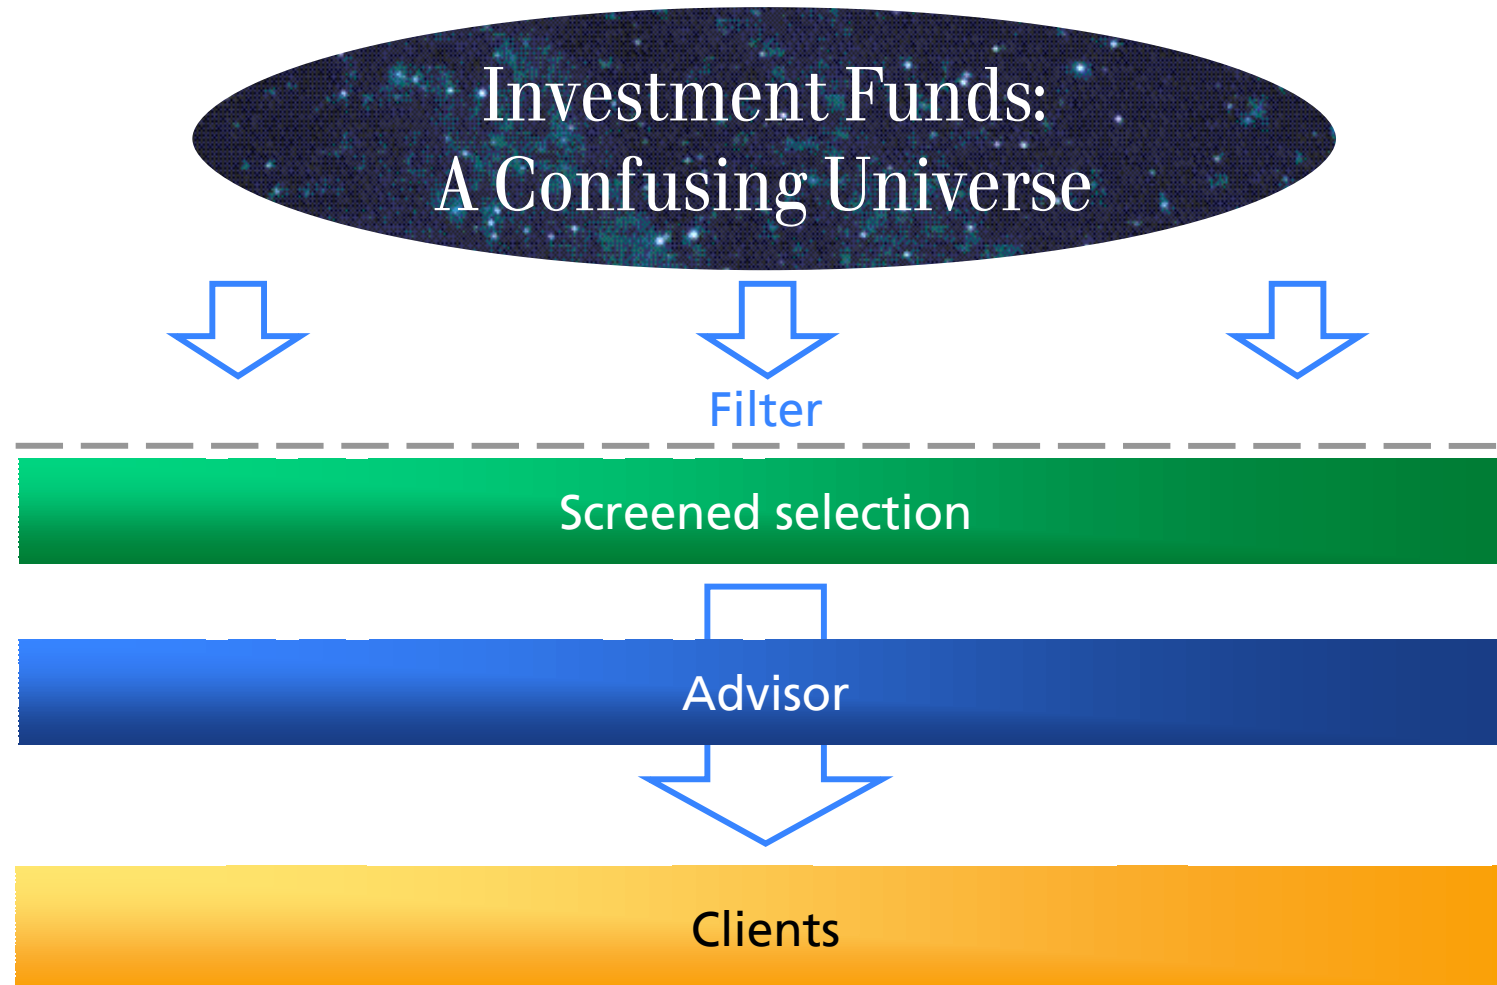 Investment Funds:
A Confusing Universe
Filter
Screened selection
Advisor
Clients